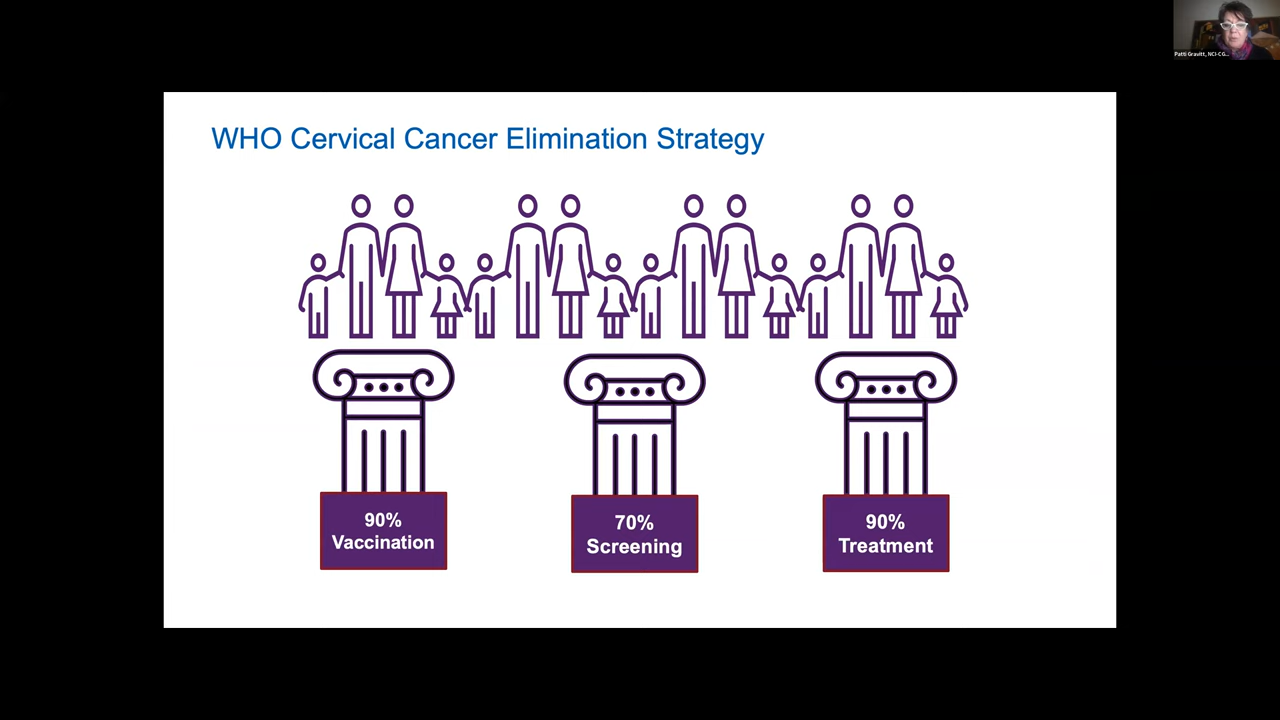 Patti Gravitt, NCI-CG...
WHO Cervical Cancer Elimination Strategy
90%
Vaccination
70%
Screening
90%
Treatment